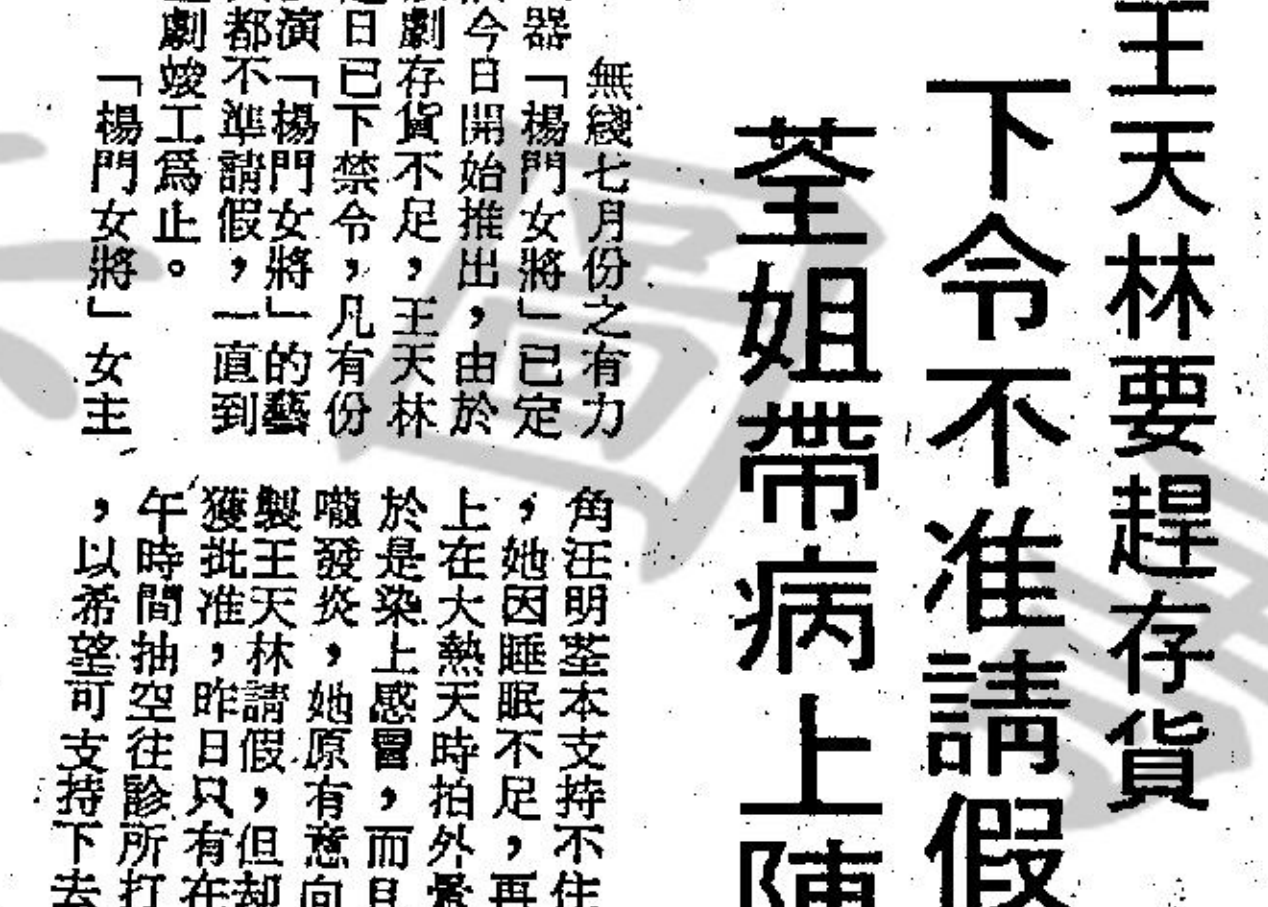 王天林要趕存貨
下令不准請假
荃姐帶病上陣
無綫七月份之有力
器「楊門女將」已定
今日開始推出，由於
劇存貨不足，王天林
日已下禁令，凡有份
演「楊門女將」的藝
都不準請假，一直到
劇竣工爲止。
「楊門女將」女主
角汪明荃本支持不住
，她因睡眠不足，再
上在大熱天時拍外景
於是染上感冒，而且
嚨發炎，她原有意向
製王天林請假，但却
獲批准，昨日只有在
午時間抽空往診所打
，以希望可支持下去